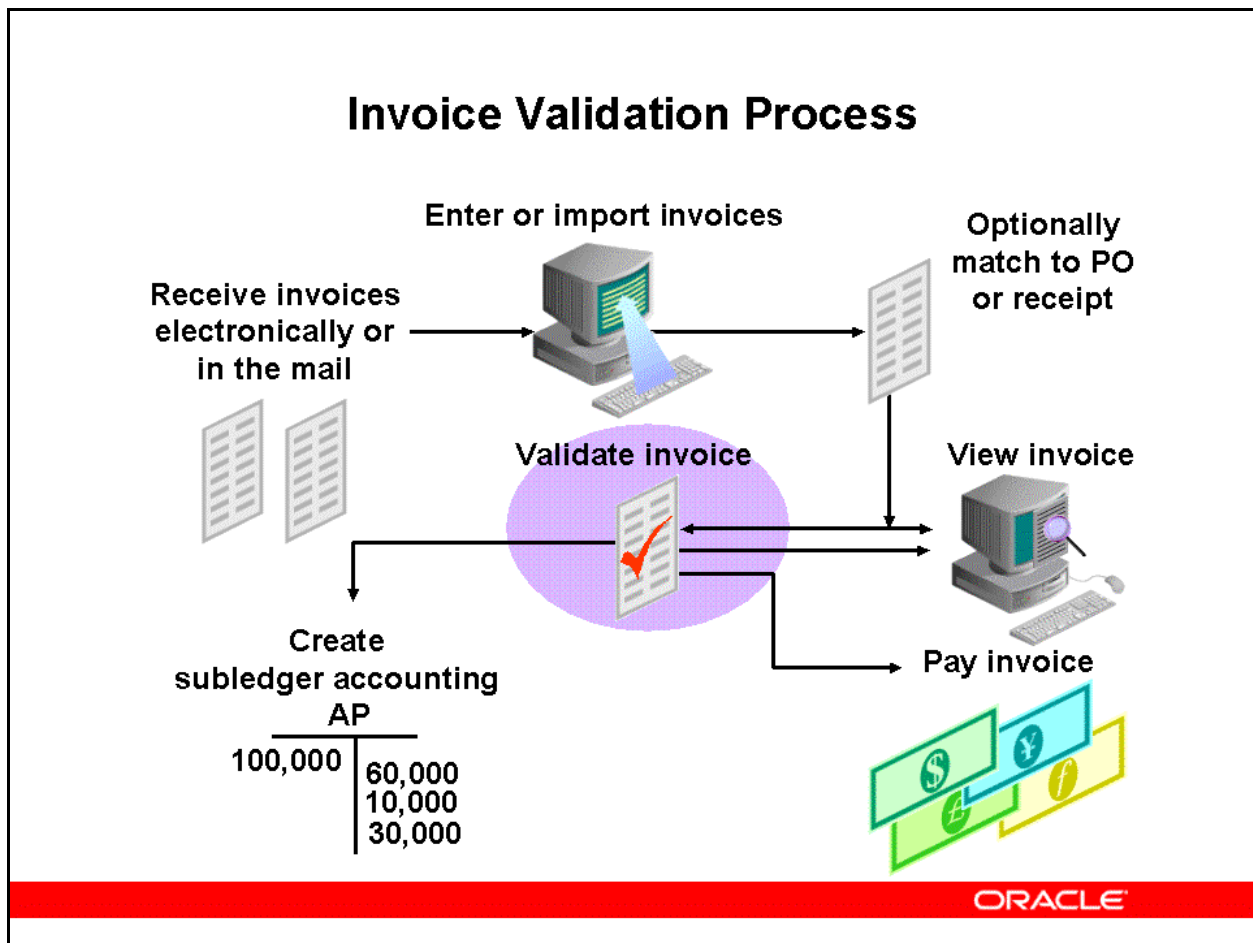 Invoice Validation Process
Enter or import invoices
Optionally
match to PO
or receipt
Receive invoices
electronically or
in the mail
Validate invoice
View invoice
Create
subledger accounting
AP
100,000
60,000
10,000
30,000
Pay invoice
$
¥
£
f
ORACLE